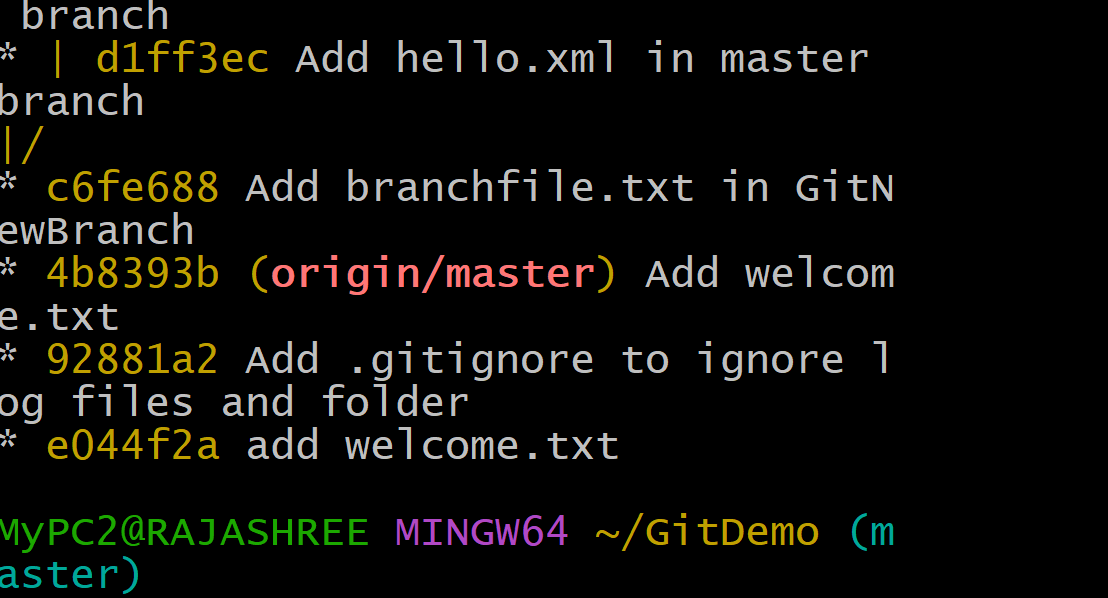 branch
* | d1ff3ec Add hello.xml in master
branch
|/
* c6fe688 Add branchfile.txt in GitN
ewBranch
* 4b8393b (origin/master) Add welcom
e.txt
* 92881a2 Add .gitignore to ignore l
og files and folder
* e044f2a add welcome.txt
MyPC2@RAJASHREE MINGW64 ~/GitDemo (m
aster)